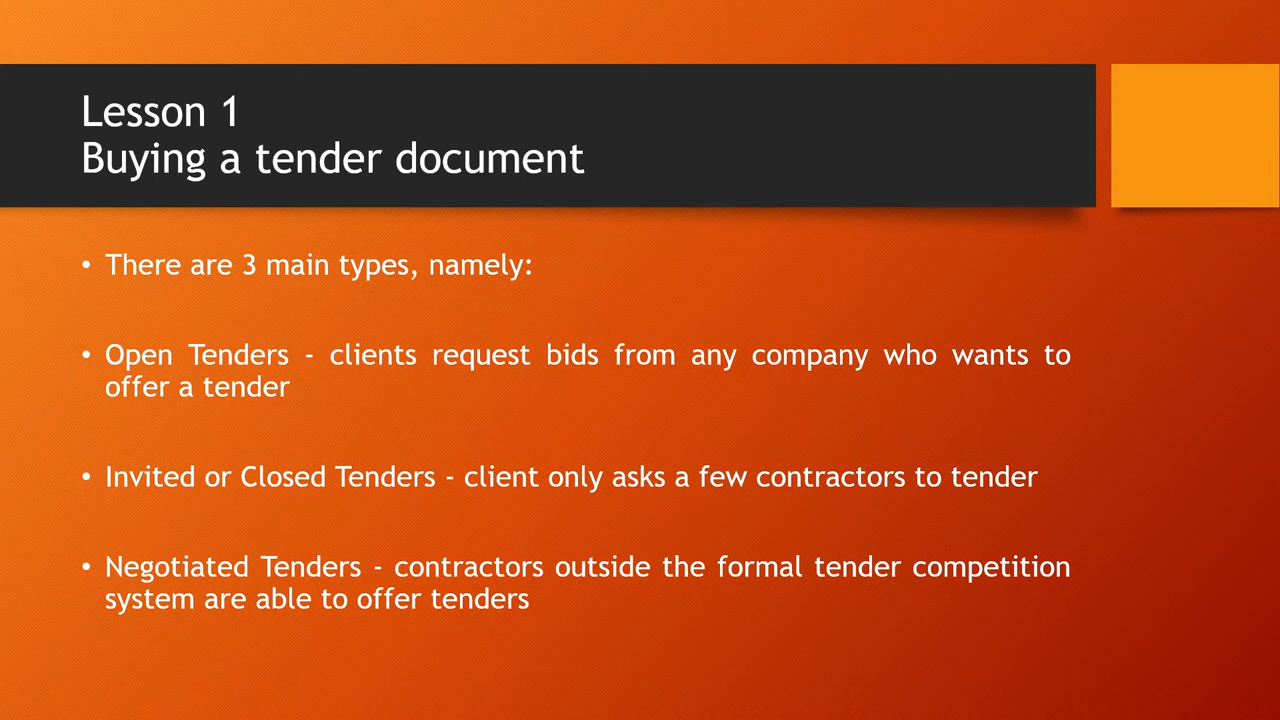 Lesson 1
Buying a tender document
• There are 3 main types, namely:
• Open Tenders - clients request bids from any company who wants to
offer a tender
• Invited or Closed Tenders - client only asks a few contractors to tender
• Negotiated Tenders - contractors outside the formal tender competition
system are able to offer tenders